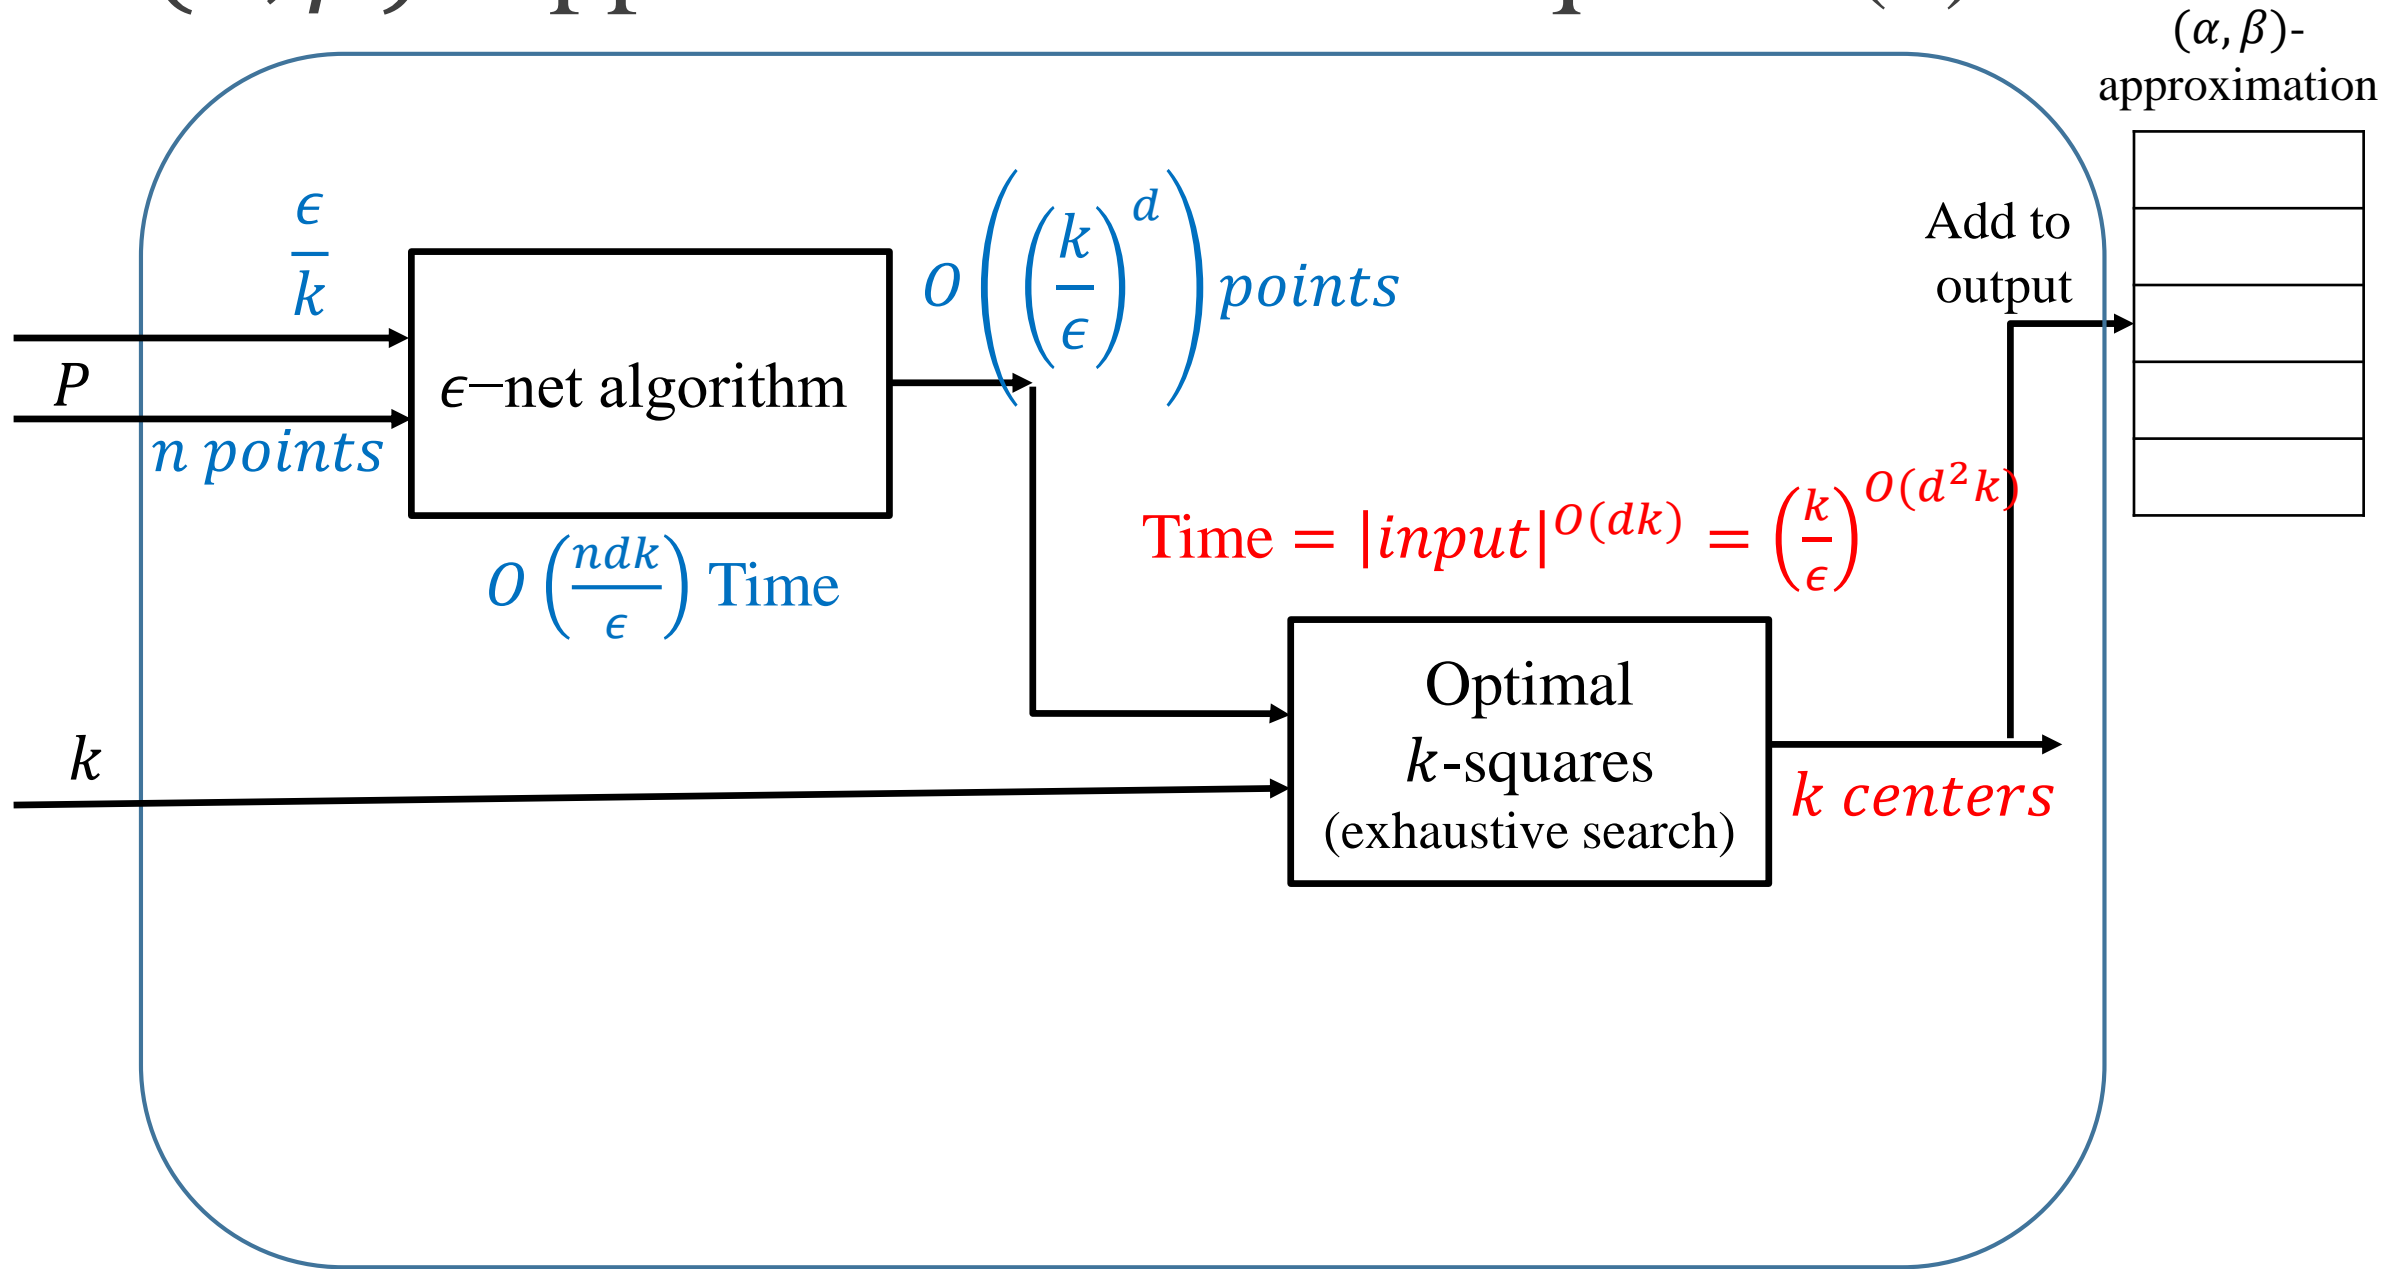 (α, β)-
approximation
ϵ/k
O((k/ϵ)^d) points
Add to
output
P
ϵ–net algorithm
n points
Time = |input|^{O(dk)} = (k/ϵ)^{O(d²k)}
O(ndk/ϵ) Time
Optimal
k-squares
(exhaustive search)
k
k centers